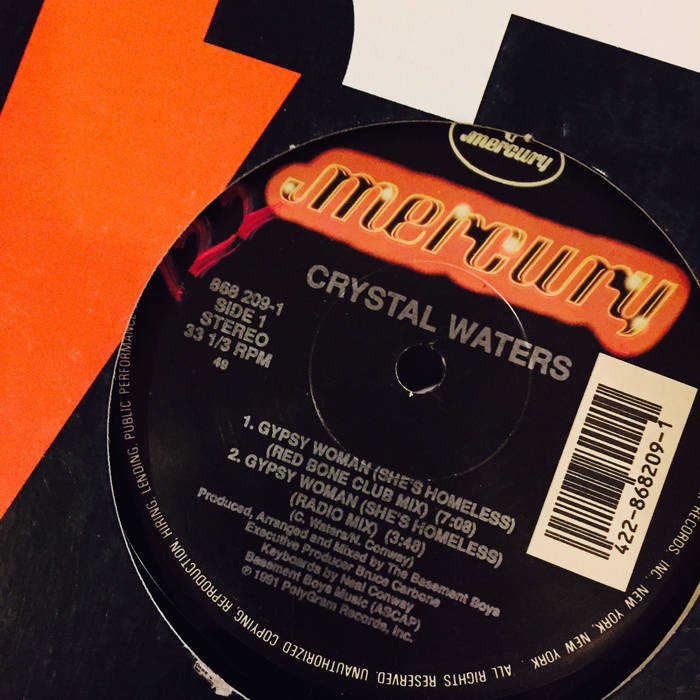 mercury
mercury
CRYSTAL WATERS
868 209-1
SIDE 1
STEREO
33 1/3 RPM
49
422-868209-1
1. GYPSY WOMAN (SHE'S HOMELESS)
(RED BONE CLUB MIX) (7:08)
2. GYPSY WOMAN (SHE'S HOMELESS)
(RADIO MIX) (3:48)
(C. Waters/N. Conway)
Produced, Arranged and Mixed by The Basement Boys
Executive Producer Bruce Carbone
Keyboards by Neal Conway
Basement Boys Music (ASCAP)
℗ 1991 PolyGram Records, Inc.
RECORDS, INC., NEW YORK, NEW YORK. ALL RIGHTS RESERVED. UNAUTHORIZED COPYING, REPRODUCTION, HIRING, LENDING, PUBLIC PERFORMANCE